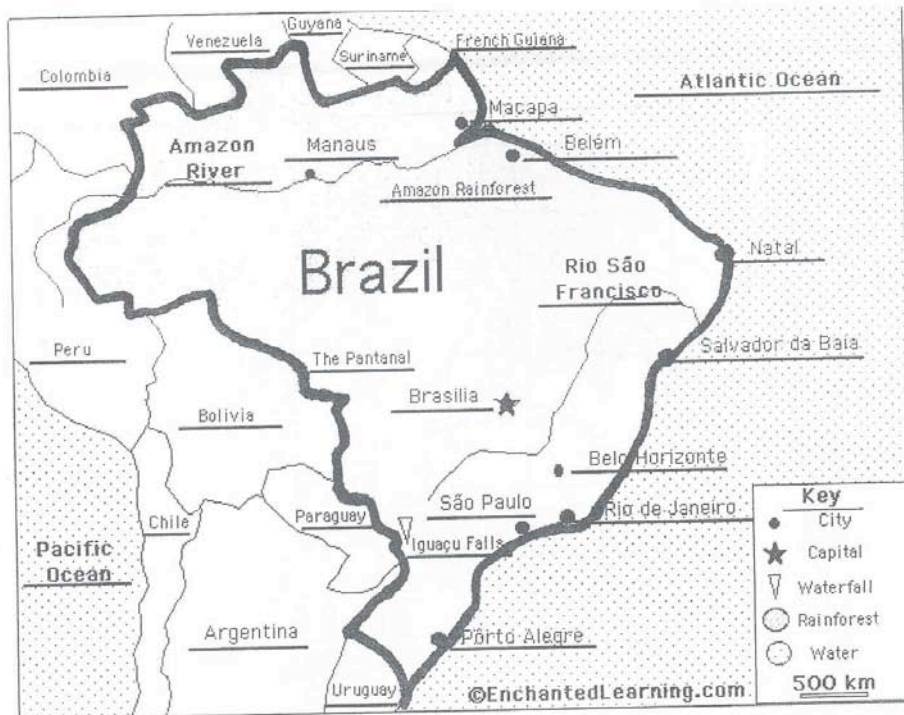 Guyana
Venezuela
French Guiana
Suriname
Colombia
Atlantic Ocean
Macapa
Amazon
River
Manaus
Belém
Amazon Rainforest
Brazil
Natal
Rio São
Francisco
Peru
The Pantanal
Salvador da Baia
Brasilia
Bolivia
Belo Horizonte
São Paulo
Rio de Janeiro
Paraguay
Chile
Iguaçu Falls
Pacific
Ocean
Argentina
Pôrto Alegre
Uruguay
©EnchantedLearning.com
Key
City
Capital
Waterfall
Rainforest
Water
500 km